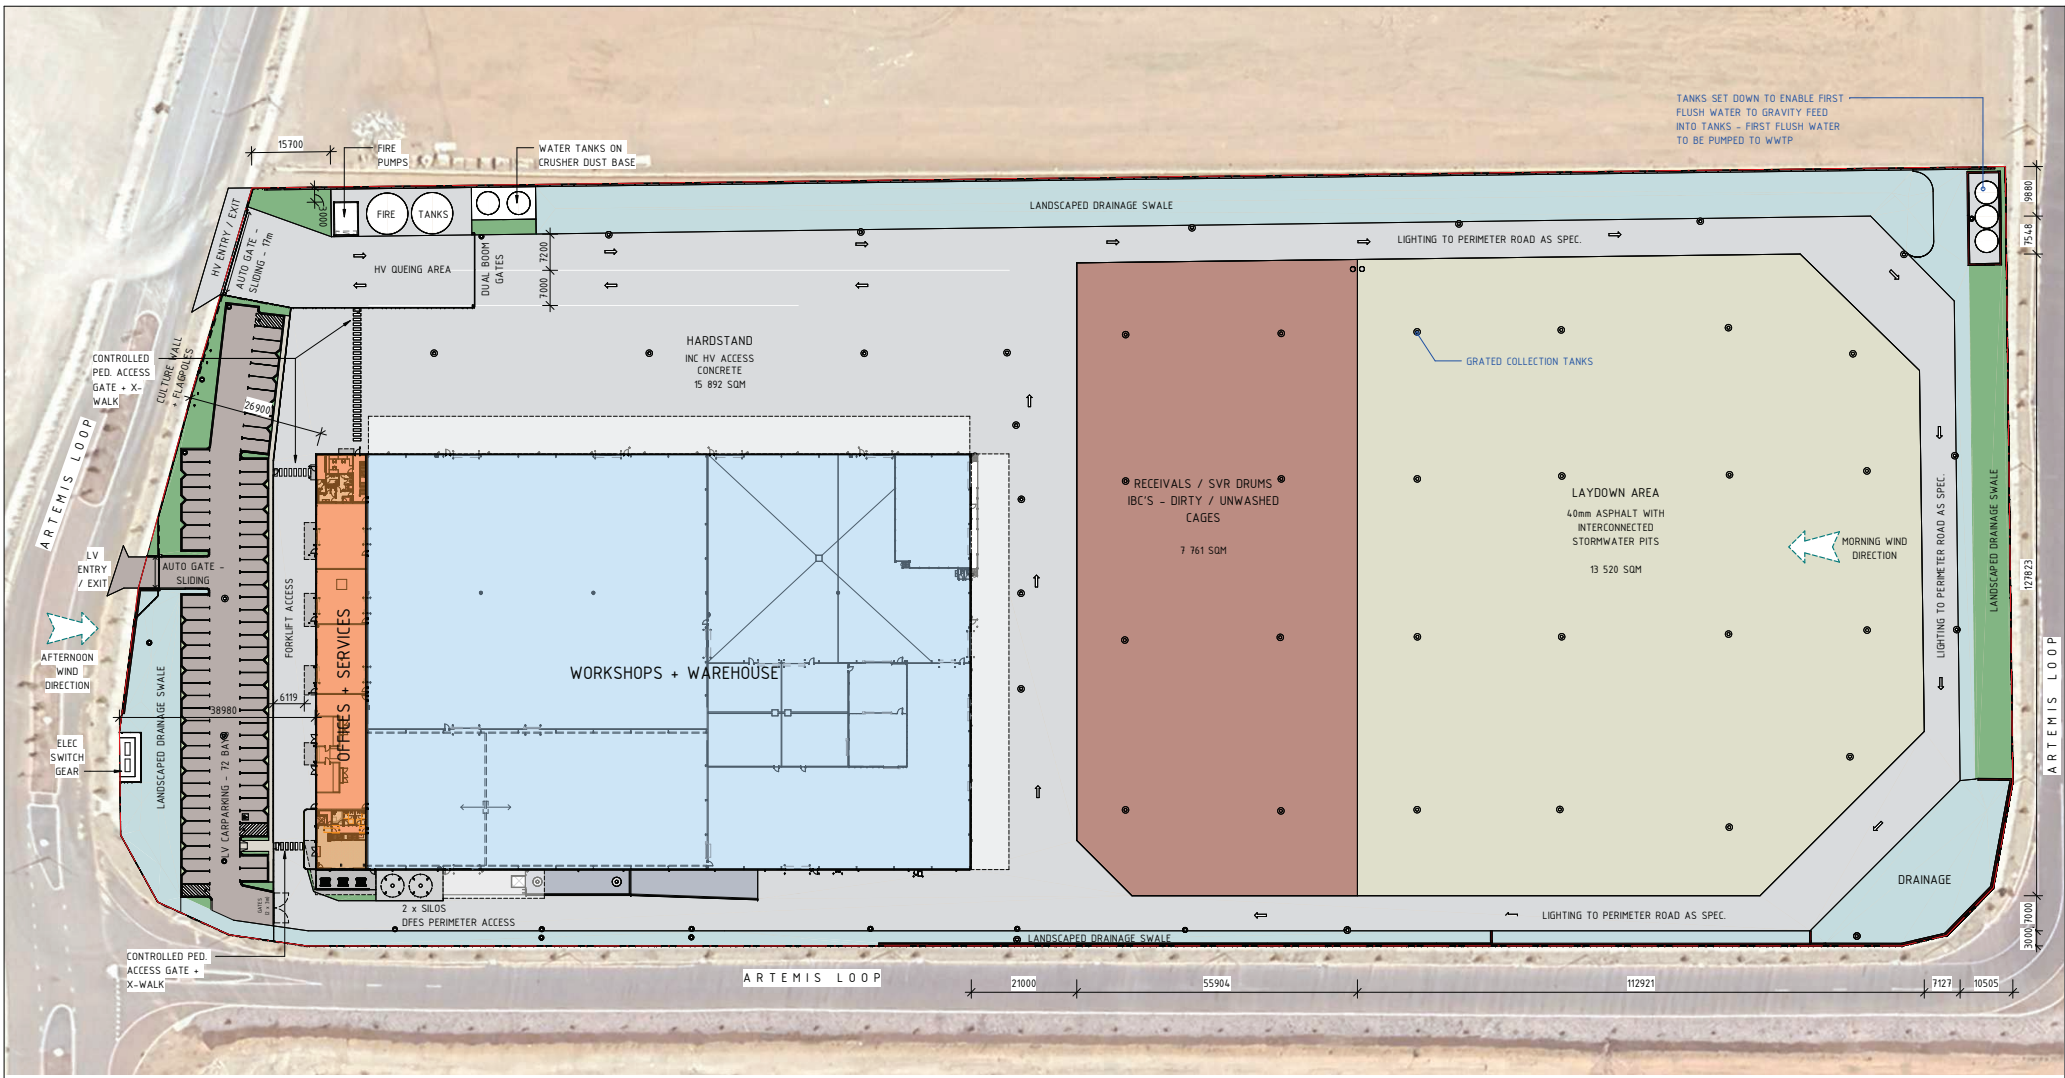 TANKS SET DOWN TO ENABLE FIRST
FLUSH WATER TO GRAVITY FEED
INTO TANKS - FIRST FLUSH WATER
TO BE PUMPED TO WWTP
15700
FIRE
PUMPS
WATER TANKS ON
CRUSHER DUST BASE
3000
FIRE
TANKS
LANDSCAPED DRAINAGE SWALE
9880
7548
HV ENTRY / EXIT
AUTO GATE -
SLIDING - 17m
HV QUEING AREA
DUAL BOOM
GATES
7200
7000
LIGHTING TO PERIMETER ROAD AS SPEC.
HARDSTAND
INC HV ACCESS
CONCRETE
15 892 SQM
GRATED COLLECTION TANKS
CONTROLLED
PED. ACCESS
GATE + X-
WALK
CULTURE WALL
+ FLAGPOLES
26900
ARTEMIS LOOP
RECEIVALS / SVR DRUMS
IBC'S - DIRTY / UNWASHED
CAGES
7 761 SQM
LAYDOWN AREA
40mm ASPHALT WITH
INTERCONNECTED
STORMWATER PITS
13 520 SQM
MORNING WIND
DIRECTION
LIGHTING TO PERIMETER ROAD AS SPEC.
LANDSCAPED DRAINAGE SWALE
127823
LV
ENTRY
/ EXIT
AUTO GATE -
SLIDING
FORKLIFT ACCESS
OFFICES + SERVICES
WORKSHOPS + WAREHOUSE
AFTERNOON
WIND
DIRECTION
6119
38980
LANDSCAPED DRAINAGE SWALE
LV CARPARKING - 72 BAYS
ELEC
SWITCH
GEAR
ARTEMIS LOOP
DRAINAGE
GATES
2 x SILOS
DFES PERIMETER ACCESS
LIGHTING TO PERIMETER ROAD AS SPEC.
LANDSCAPED DRAINAGE SWALE
7000
3000
CONTROLLED PED.
ACCESS GATE +
X-WALK
ARTEMIS LOOP
21000
55904
112921
7127
10505